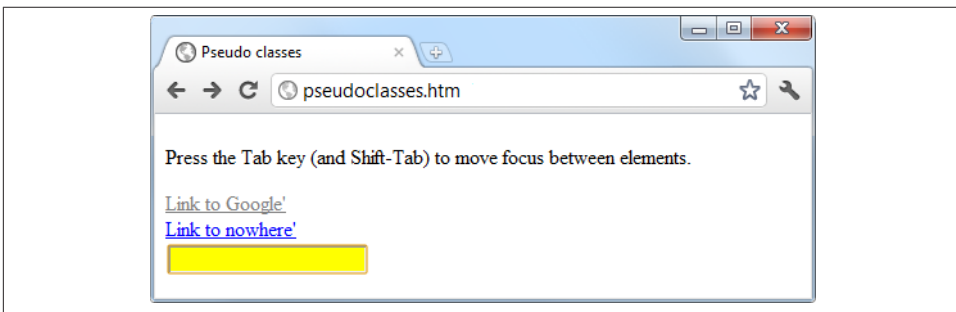 Pseudo classes
pseudoclasses.htm
Press the Tab key (and Shift-Tab) to move focus between elements.
Link to Google'
Link to nowhere'